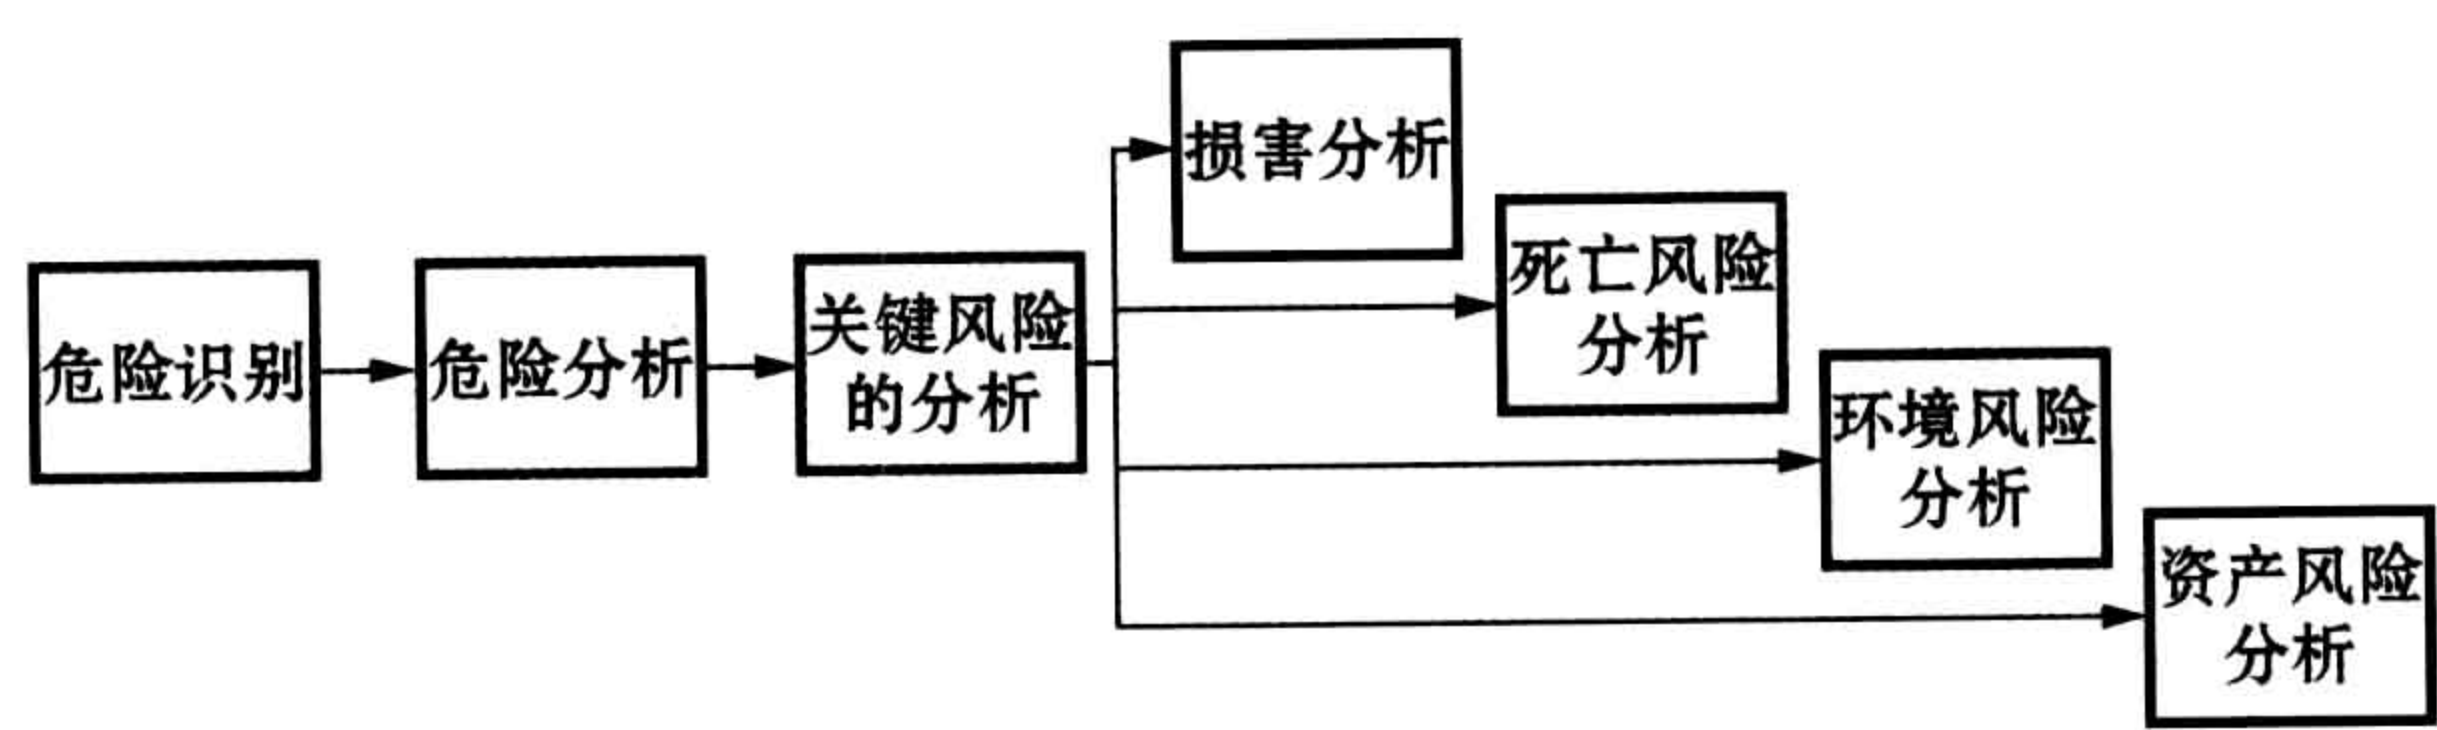 损害分析
死亡风险
分析
危险识别
危险分析
关键风险
的分析
环境风险
分析
资产风险
分析